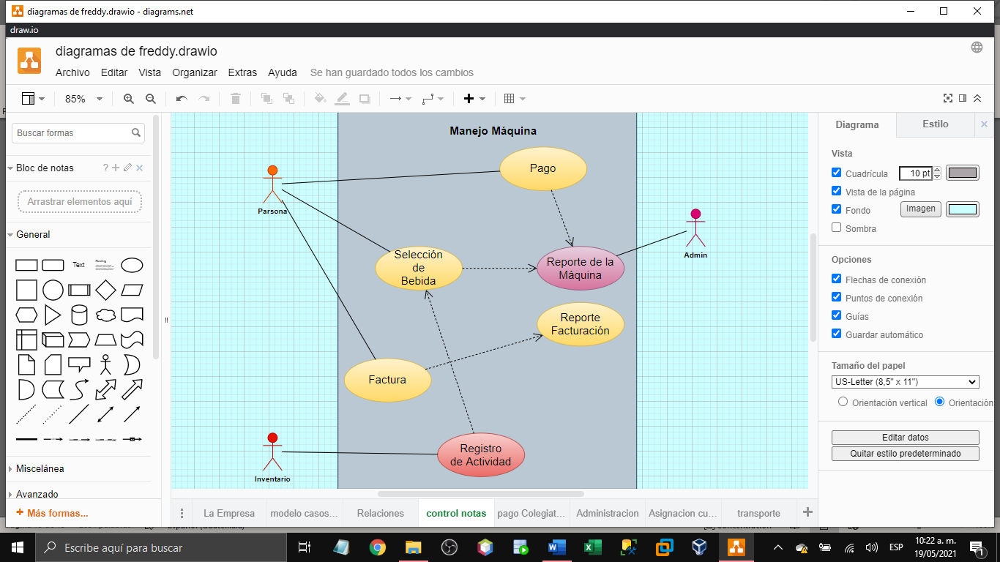 diagramas de freddy.drawio - diagrams.net
draw.io
diagramas de freddy.drawio
Archivo Editar Vista Organizar Extras Ayuda Se han guardado todos los cambios
85%
Buscar formas
Bloc de notas
Arrastrar elementos aquí
General
Text
Heading
Miscelánea
Avanzado
+ Más formas...
Manejo Máquina
Pago
Parsona
Admin
Selección
de
Bebida
Reporte de la
Máquina
Reporte
Facturación
Factura
Registro
de Actividad
Inventario
Diagrama Estilo
Vista
Cuadrícula 10 pt
Vista de la página
Fondo Imagen
Sombra
Opciones
Flechas de conexión
Puntos de conexión
Guías
Guardar automático
Tamaño del papel
US-Letter (8,5" x 11")
Orientación vertical Orientación
Editar datos
Quitar estilo predeterminado
La Empresa modelo casos... Relaciones control notas pago Colegiat... Administracion Asignacion cu... transporte
Escribe aquí para buscar
ESP
10:22 a. m.
19/05/2021
1